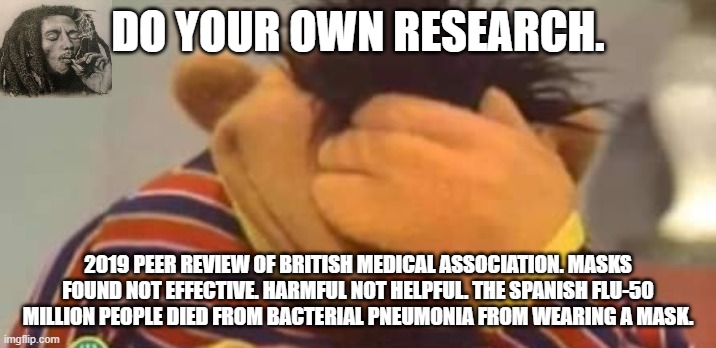 DO YOUR OWN RESEARCH.
2019 PEER REVIEW OF BRITISH MEDICAL ASSOCIATION. MASKS
FOUND NOT EFFECTIVE. HARMFUL NOT HELPFUL. THE SPANISH FLU-50
MILLION PEOPLE DIED FROM BACTERIAL PNEUMONIA FROM WEARING A MASK.
imgflip.com